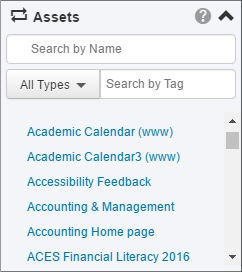 Assets ?
Search by Name
All Types Search by Tag
Academic Calendar (www)
Academic Calendar3 (www)
Accessibility Feedback
Accounting & Management
Accounting Home page
ACES Financial Literacy 2016